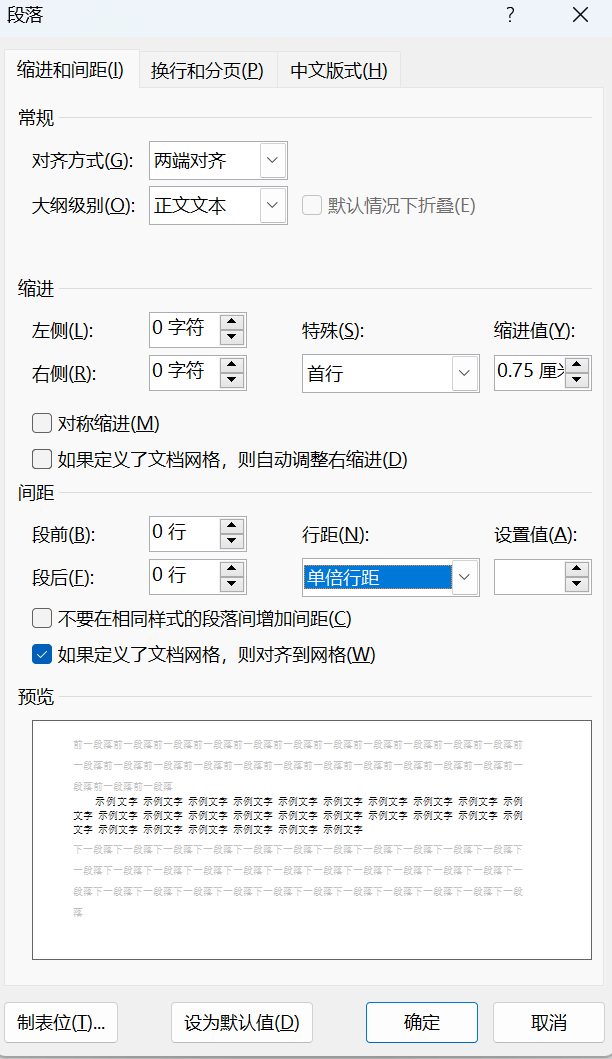 段落
缩进和间距(I) 换行和分页(P) 中文版式(H)
常规
对齐方式(G): 两端对齐
大纲级别(O): 正文文本 默认情况下折叠(E)
缩进
左侧(L): 0 字符 特殊(S): 缩进值(Y):
右侧(R): 0 字符 首行 0.75 厘米
对称缩进(M)
如果定义了文档网格，则自动调整右缩进(D)
间距
段前(B): 0 行 行距(N): 设置值(A):
段后(F): 0 行 单倍行距
不要在相同样式的段落间增加间距(C)
如果定义了文档网格，则对齐到网格(W)
预览
前一段落前一段落前一段落前一段落前一段落前一段落前一段落前一段落前一段落前一段落前一段落前
一段落前一段落前一段落前一段落前一段落前一段落前一段落前一段落前一段落前一段落前一段落前一
段落前一段落前一段落
示例文字 示例文字 示例文字 示例文字 示例文字 示例文字 示例文字 示例文字 示例文字 示例
文字 示例文字 示例文字 示例文字 示例文字 示例文字 示例文字 示例文字 示例文字 示例
文字 示例文字 示例文字 示例文字 示例文字 示例文字 示例文字
下一段落下一段落下一段落下一段落下一段落下一段落下一段落下一段落下一段落下一段落下一段落下
一段落下一段落下一段落下一段落下一段落下一段落下一段落下一段落下一段落下一段落下一段落下一
段落下一段落下一段落下一段落下一段落下一段落下一段落下一段落下一段落下一段落下一段落下一段
落
制表位(T)... 设为默认值(D) 确定 取消